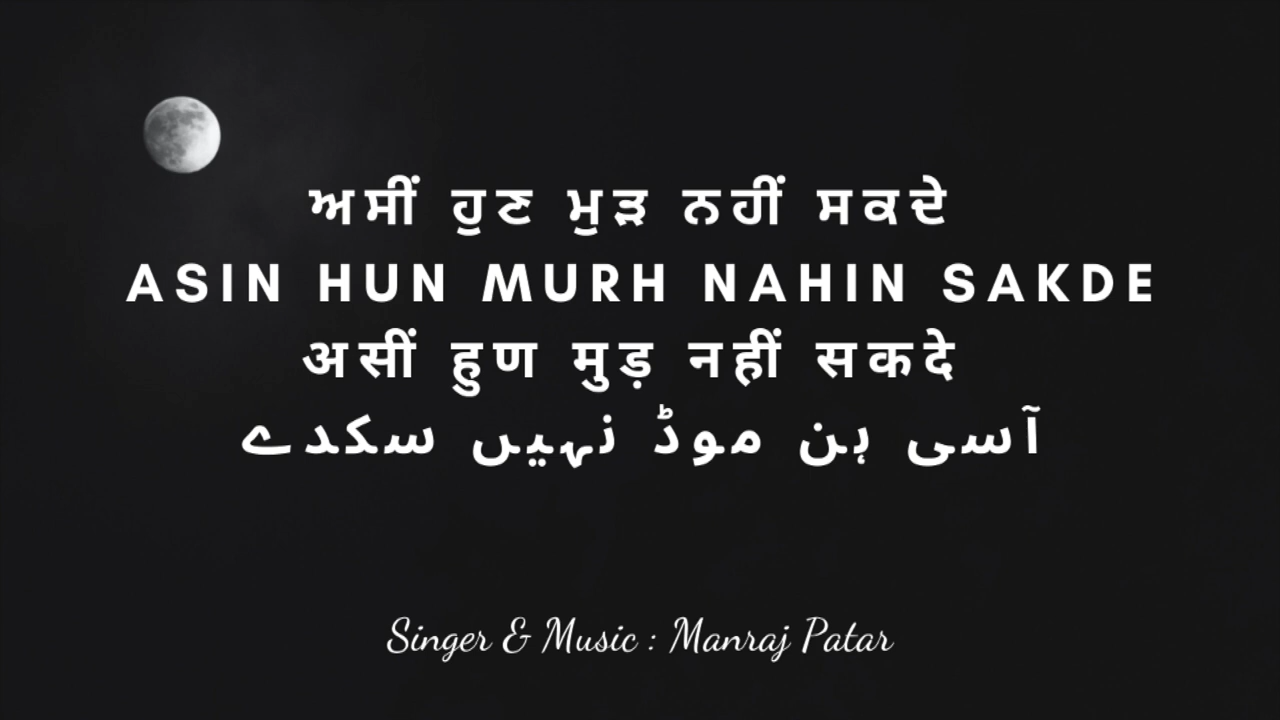 ਅਸੀਂ ਹੁਣ ਮੁੜ ਨਹੀਂ ਸਕਦੇ
ASIN HUN MURH NAHIN SAKDE
असीं हुण मुड़ नहीं सकदे
آسی ہن موڈ نہیں سکدے
Singer & Music : Manraj Patar